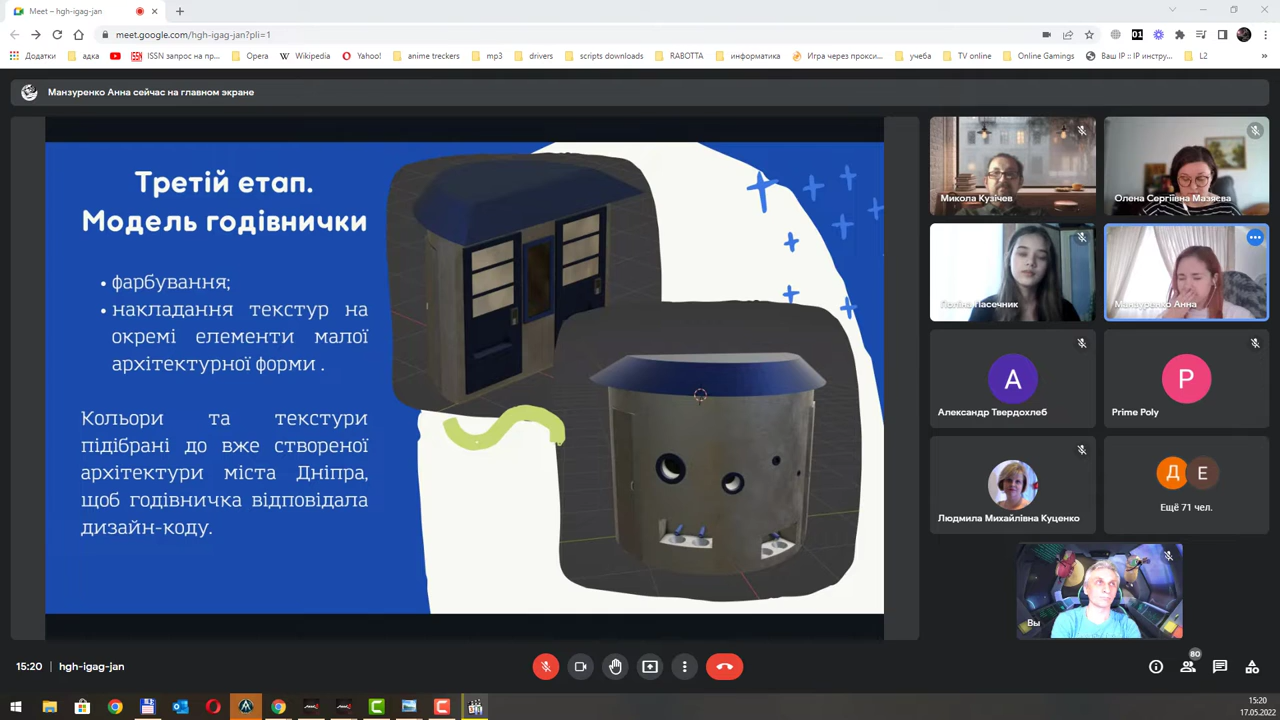 Meet – hgh-igag-jan
meet.google.com/hgh-igag-jan?pli=1
Додатки
адка
ISSN запрос на пр...
Opera
Wikipedia
Yahoo!
anime treckers
mp3
drivers
scripts downloads
RABOTTA
информатика
Игра через прокси...
учеба
TV online
Online Gamings
Ваш IP :: IP инстру...
L2
Манзуренко Анна сейчас на главном экране
Третій етап.
Модель годівнички
• фарбування;
• накладання текстур на
окремі елементи малої
архітектурної форми .
Кольори та текстури
підібрані до вже створеної
архітектури міста Дніпра,
щоб годівничка відповідала
дизайн-коду.
Микола Кузічев
Олена Сергіївна Мазяєва
Поліна Пасечник
Манзуренко Анна
А
Александр Твердохлеб
P
Prime Poly
Людмила Михайлівна Куценко
Д
Е
Ещё 71 чел.
Вы
15:20
hgh-igag-jan
80
15:20
17.05.2022